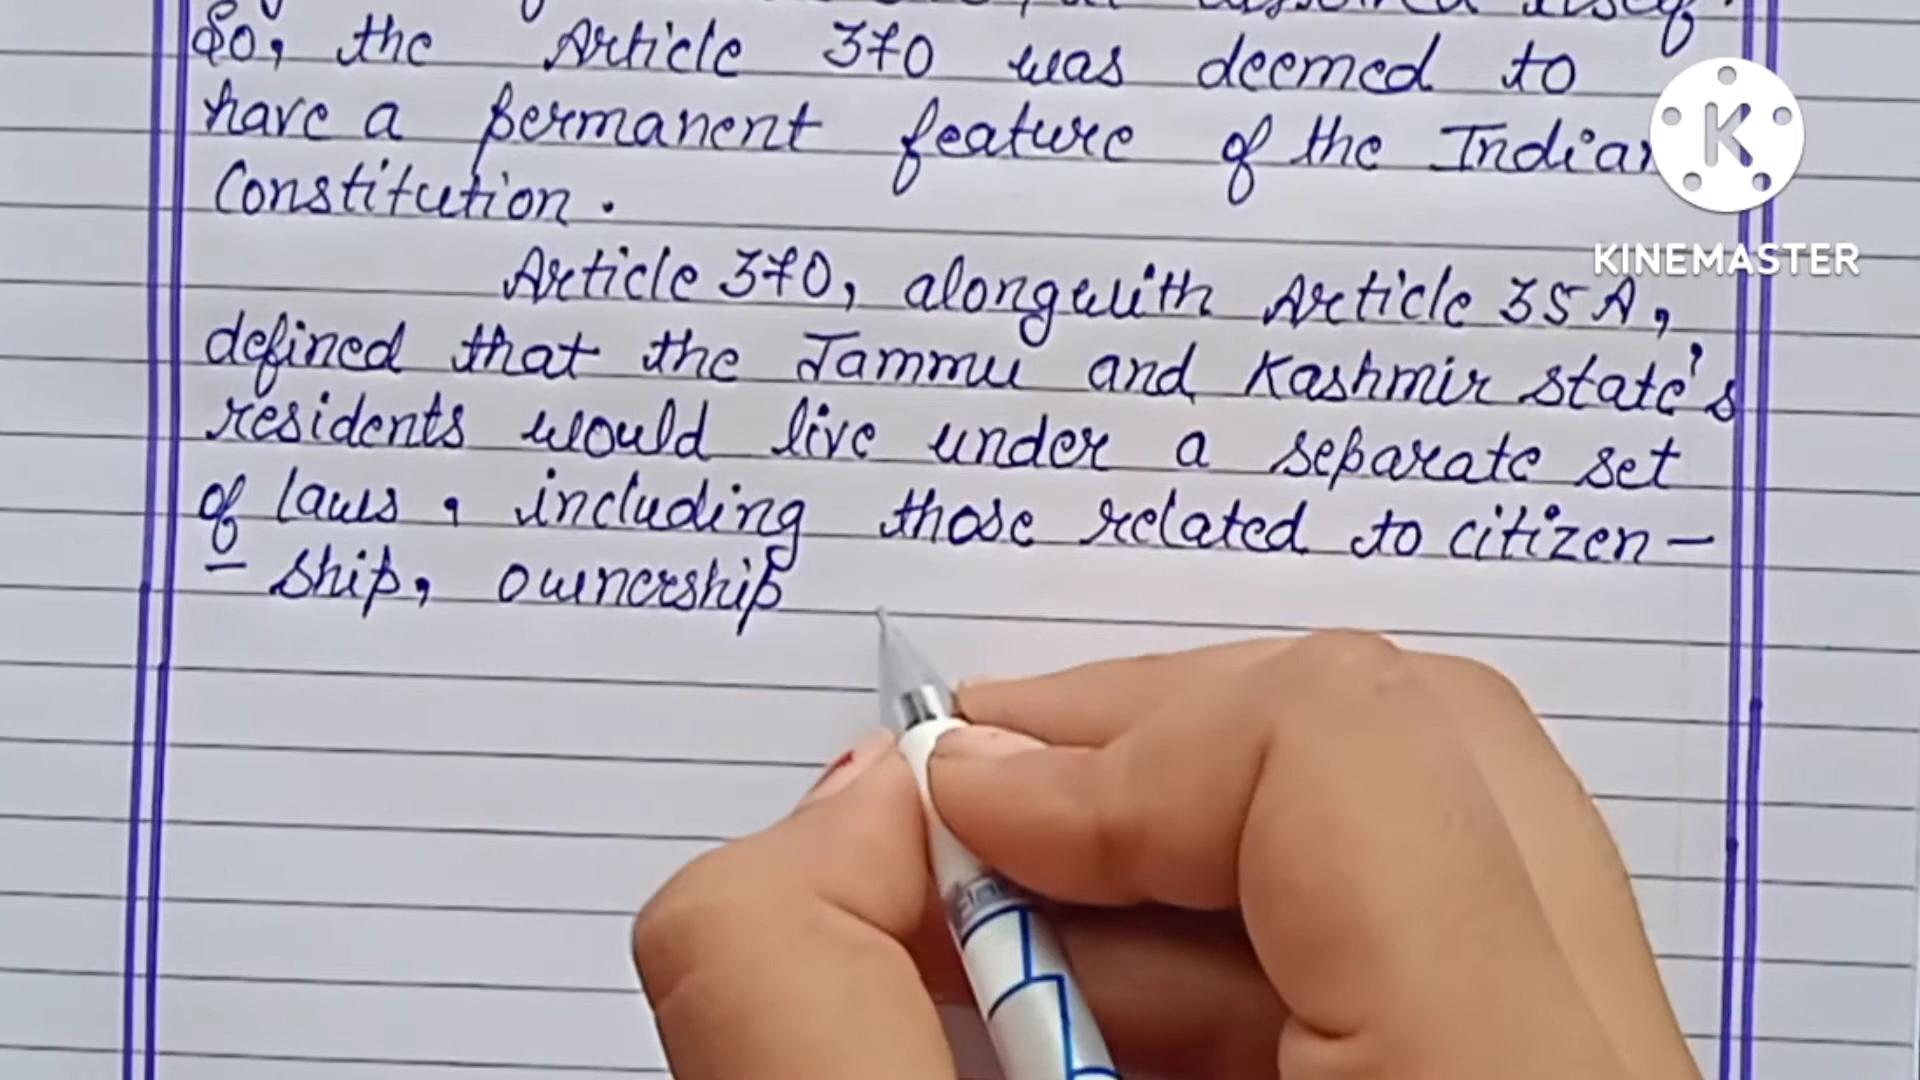 So, the Article 370 was deemed to
have a permanent feature of the Indian
Constitution.
Article 370, alongwith Article 35A,
defined that the Jammu and Kashmir state's
residents would live under a separate set
of laws, including those related to citizen-
- ship, ownership
KINEMASTER